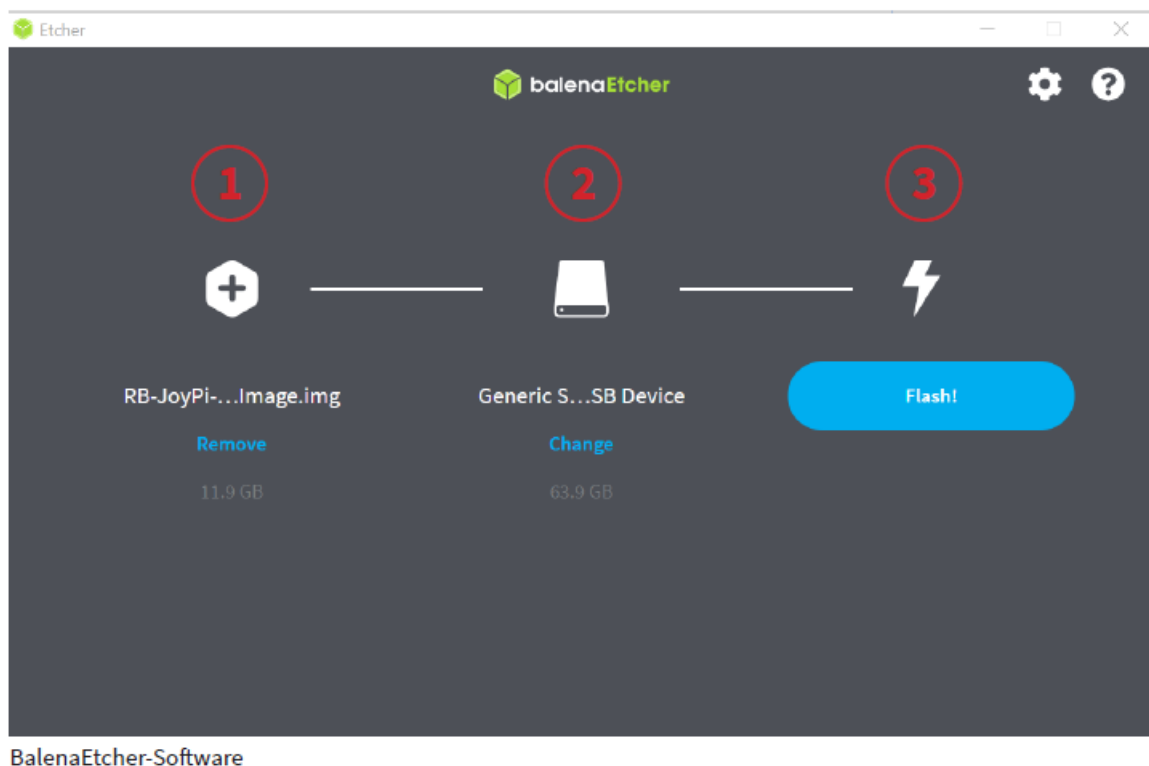 Etcher
balenaEtcher
1 2 3
RB-JoyPi-...Image.img Generic S...SB Device Flash!
Remove Change
11.9 GB 63.9 GB
BalenaEtcher-Software